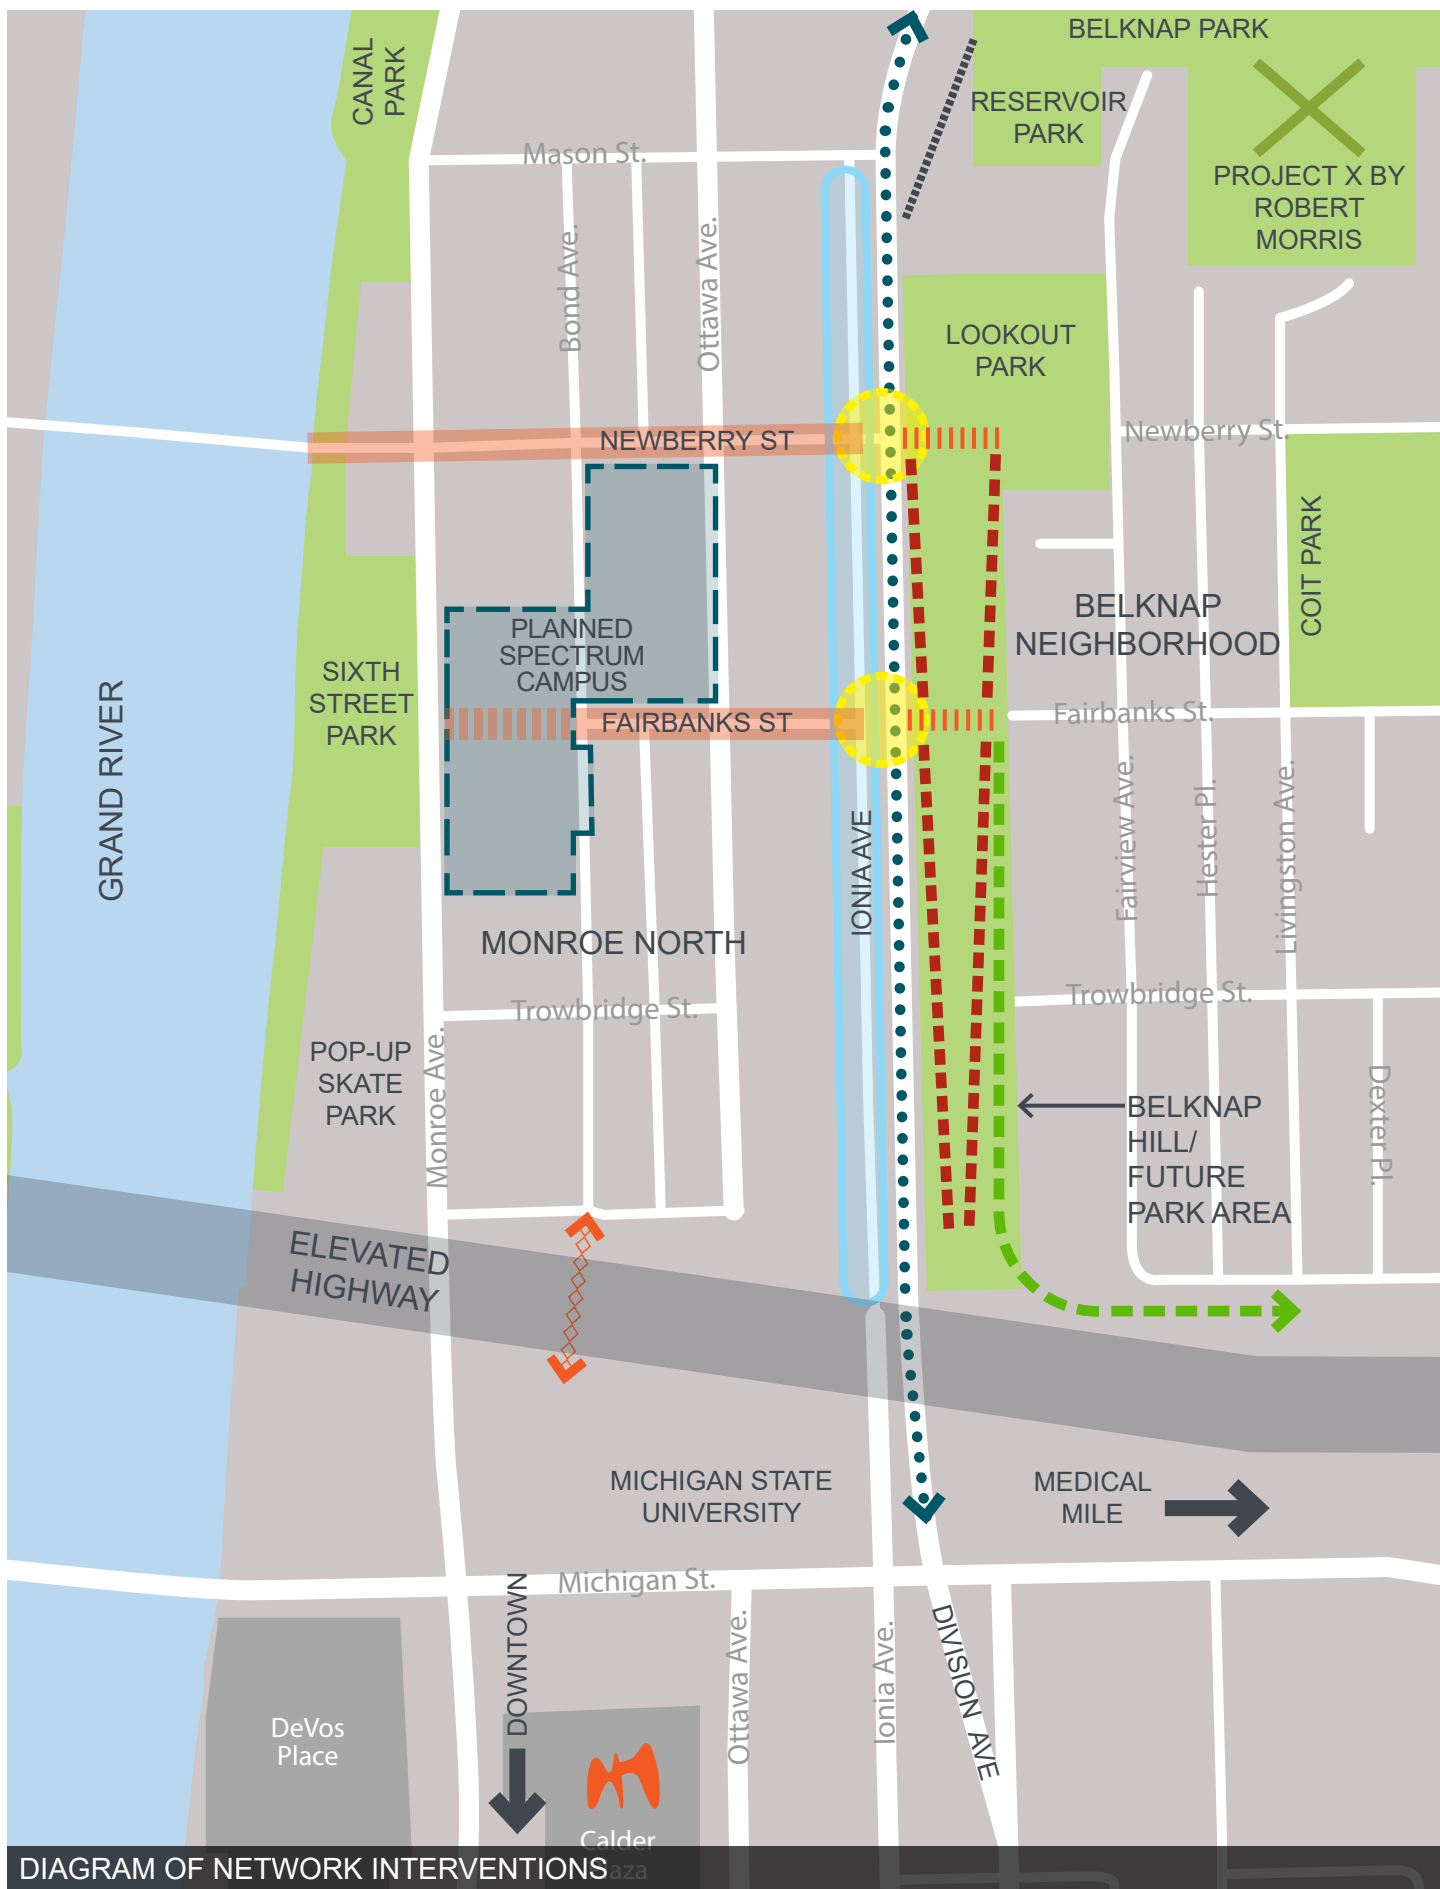 BELKNAP PARK
CANAL
PARK
RESERVOIR
PARK
Mason St.
PROJECT X BY
ROBERT
MORRIS
Bond Ave.
Ottawa Ave.
LOOKOUT
PARK
NEWBERRY ST
Newberry St.
COIT PARK
BELKNAP
NEIGHBORHOOD
PLANNED
SPECTRUM
CAMPUS
SIXTH
STREET
PARK
GRAND RIVER
FAIRBANKS ST
Fairbanks St.
IONIA AVE
Fairview Ave.
Hester Pl.
Livingston Ave.
MONROE NORTH
Trowbridge St.
Trowbridge St.
POP-UP
SKATE
PARK
Monroe Ave.
Dexter Pl.
BELKNAP
HILL/
FUTURE
PARK AREA
ELEVATED
HIGHWAY
MICHIGAN STATE
UNIVERSITY
MEDICAL
MILE
Michigan St.
DOWNTOWN
Ottawa Ave.
Ionia Ave.
DIVISION AVE
DeVos
Place
Calder
Plaza
DIAGRAM OF NETWORK INTERVENTIONS